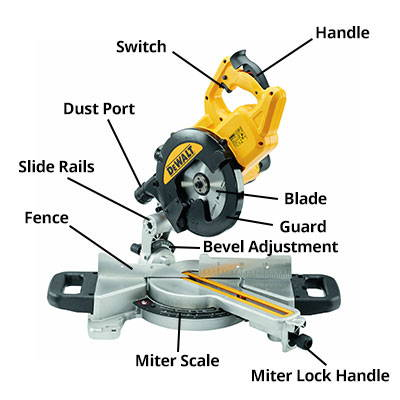 Handle
Switch
Dust Port
DEWALT
Slide Rails
Blade
Fence
Guard
Bevel Adjustment
Miter Scale
Miter Lock Handle